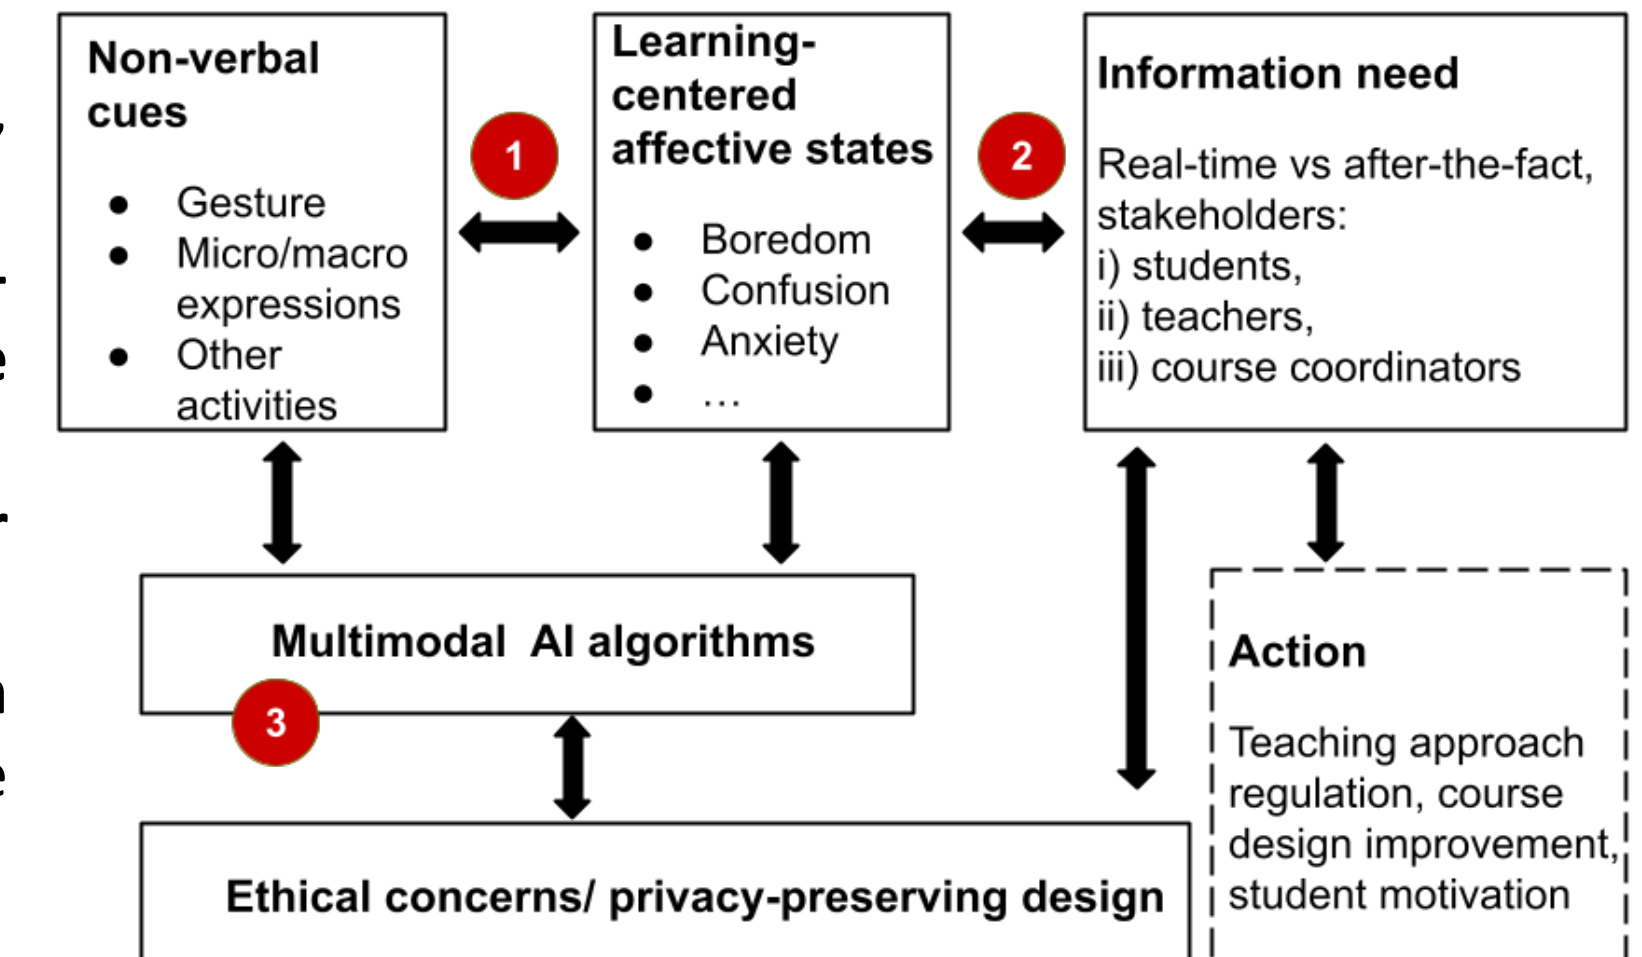 Non-verbal
cues
● Gesture
● Micro/macro
expressions
● Other
activities
1
Learning-
centered
affective states
● Boredom
● Confusion
● Anxiety
● …
2
Information need
Real-time vs after-the-fact,
stakeholders:
i) students,
ii) teachers,
iii) course coordinators
Multimodal AI algorithms
3
Ethical concerns/ privacy-preserving design
Action
Teaching approach
regulation, course
design improvement,
student motivation